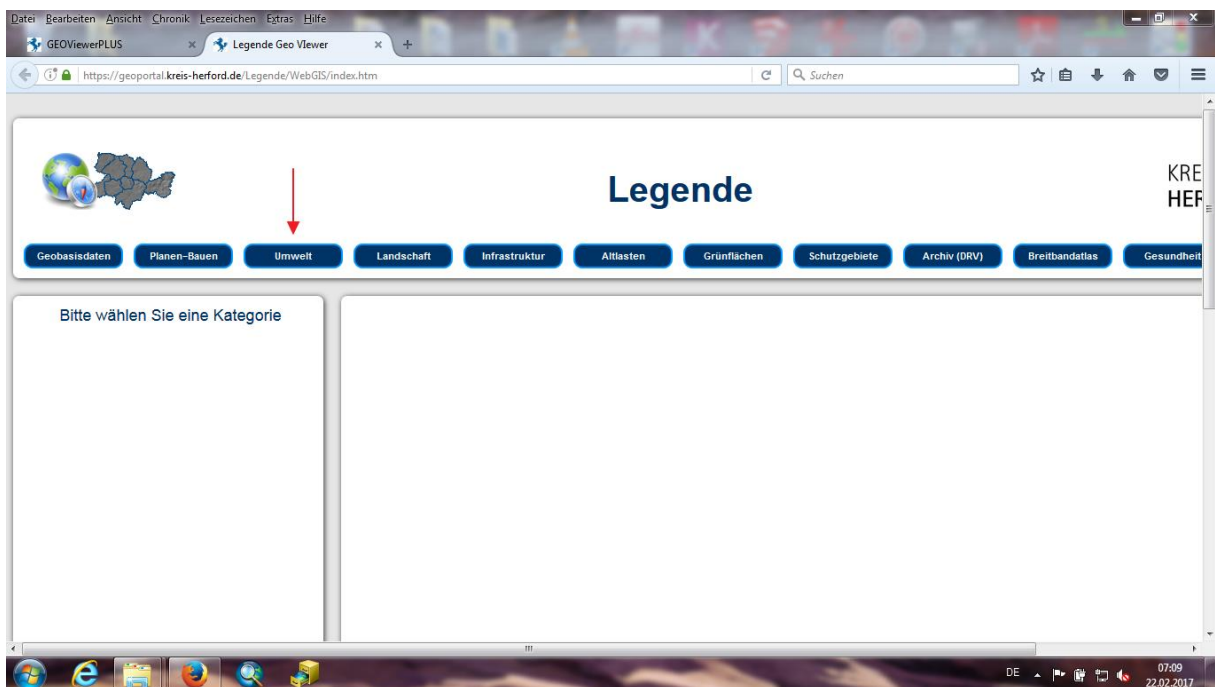 Datei Bearbeiten Ansicht Chronik Lesezeichen Extras Hilfe
GEOViewerPLUS × Legende Geo VIewer × +
https://geoportal.kreis-herford.de/Legende/WebGIS/index.htm Suchen
Legende
KRE
HER
Geobasisdaten Planen-Bauen Umwelt Landschaft Infrastruktur Altlasten Grünflächen Schutzgebiete Archiv (DRV) Breitbandatlas Gesundheit
Bitte wählen Sie eine Kategorie
DE 07:09
22.02.2017